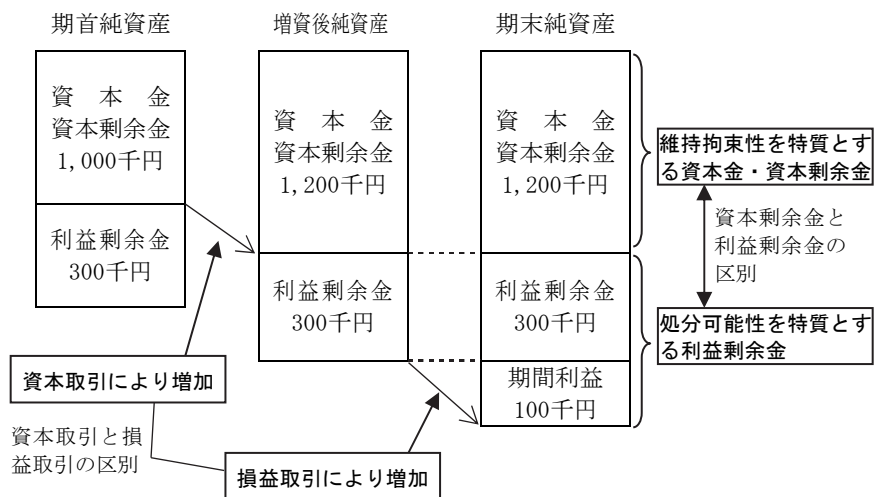 期首純資産
増資後純資産
期末純資産
資　本　金
資本剰余金
1,000千円
利益剰余金
300千円
資　本　金
資本剰余金
1,200千円
利益剰余金
300千円
資　本　金
資本剰余金
1,200千円
利益剰余金
300千円
期間利益
100千円
維持拘束性を特質とす
る資本金・資本剰余金
資本剰余金と
利益剰余金の
区別
処分可能性を特質とす
る利益剰余金
資本取引により増加
資本取引と損
益取引の区別
損益取引により増加